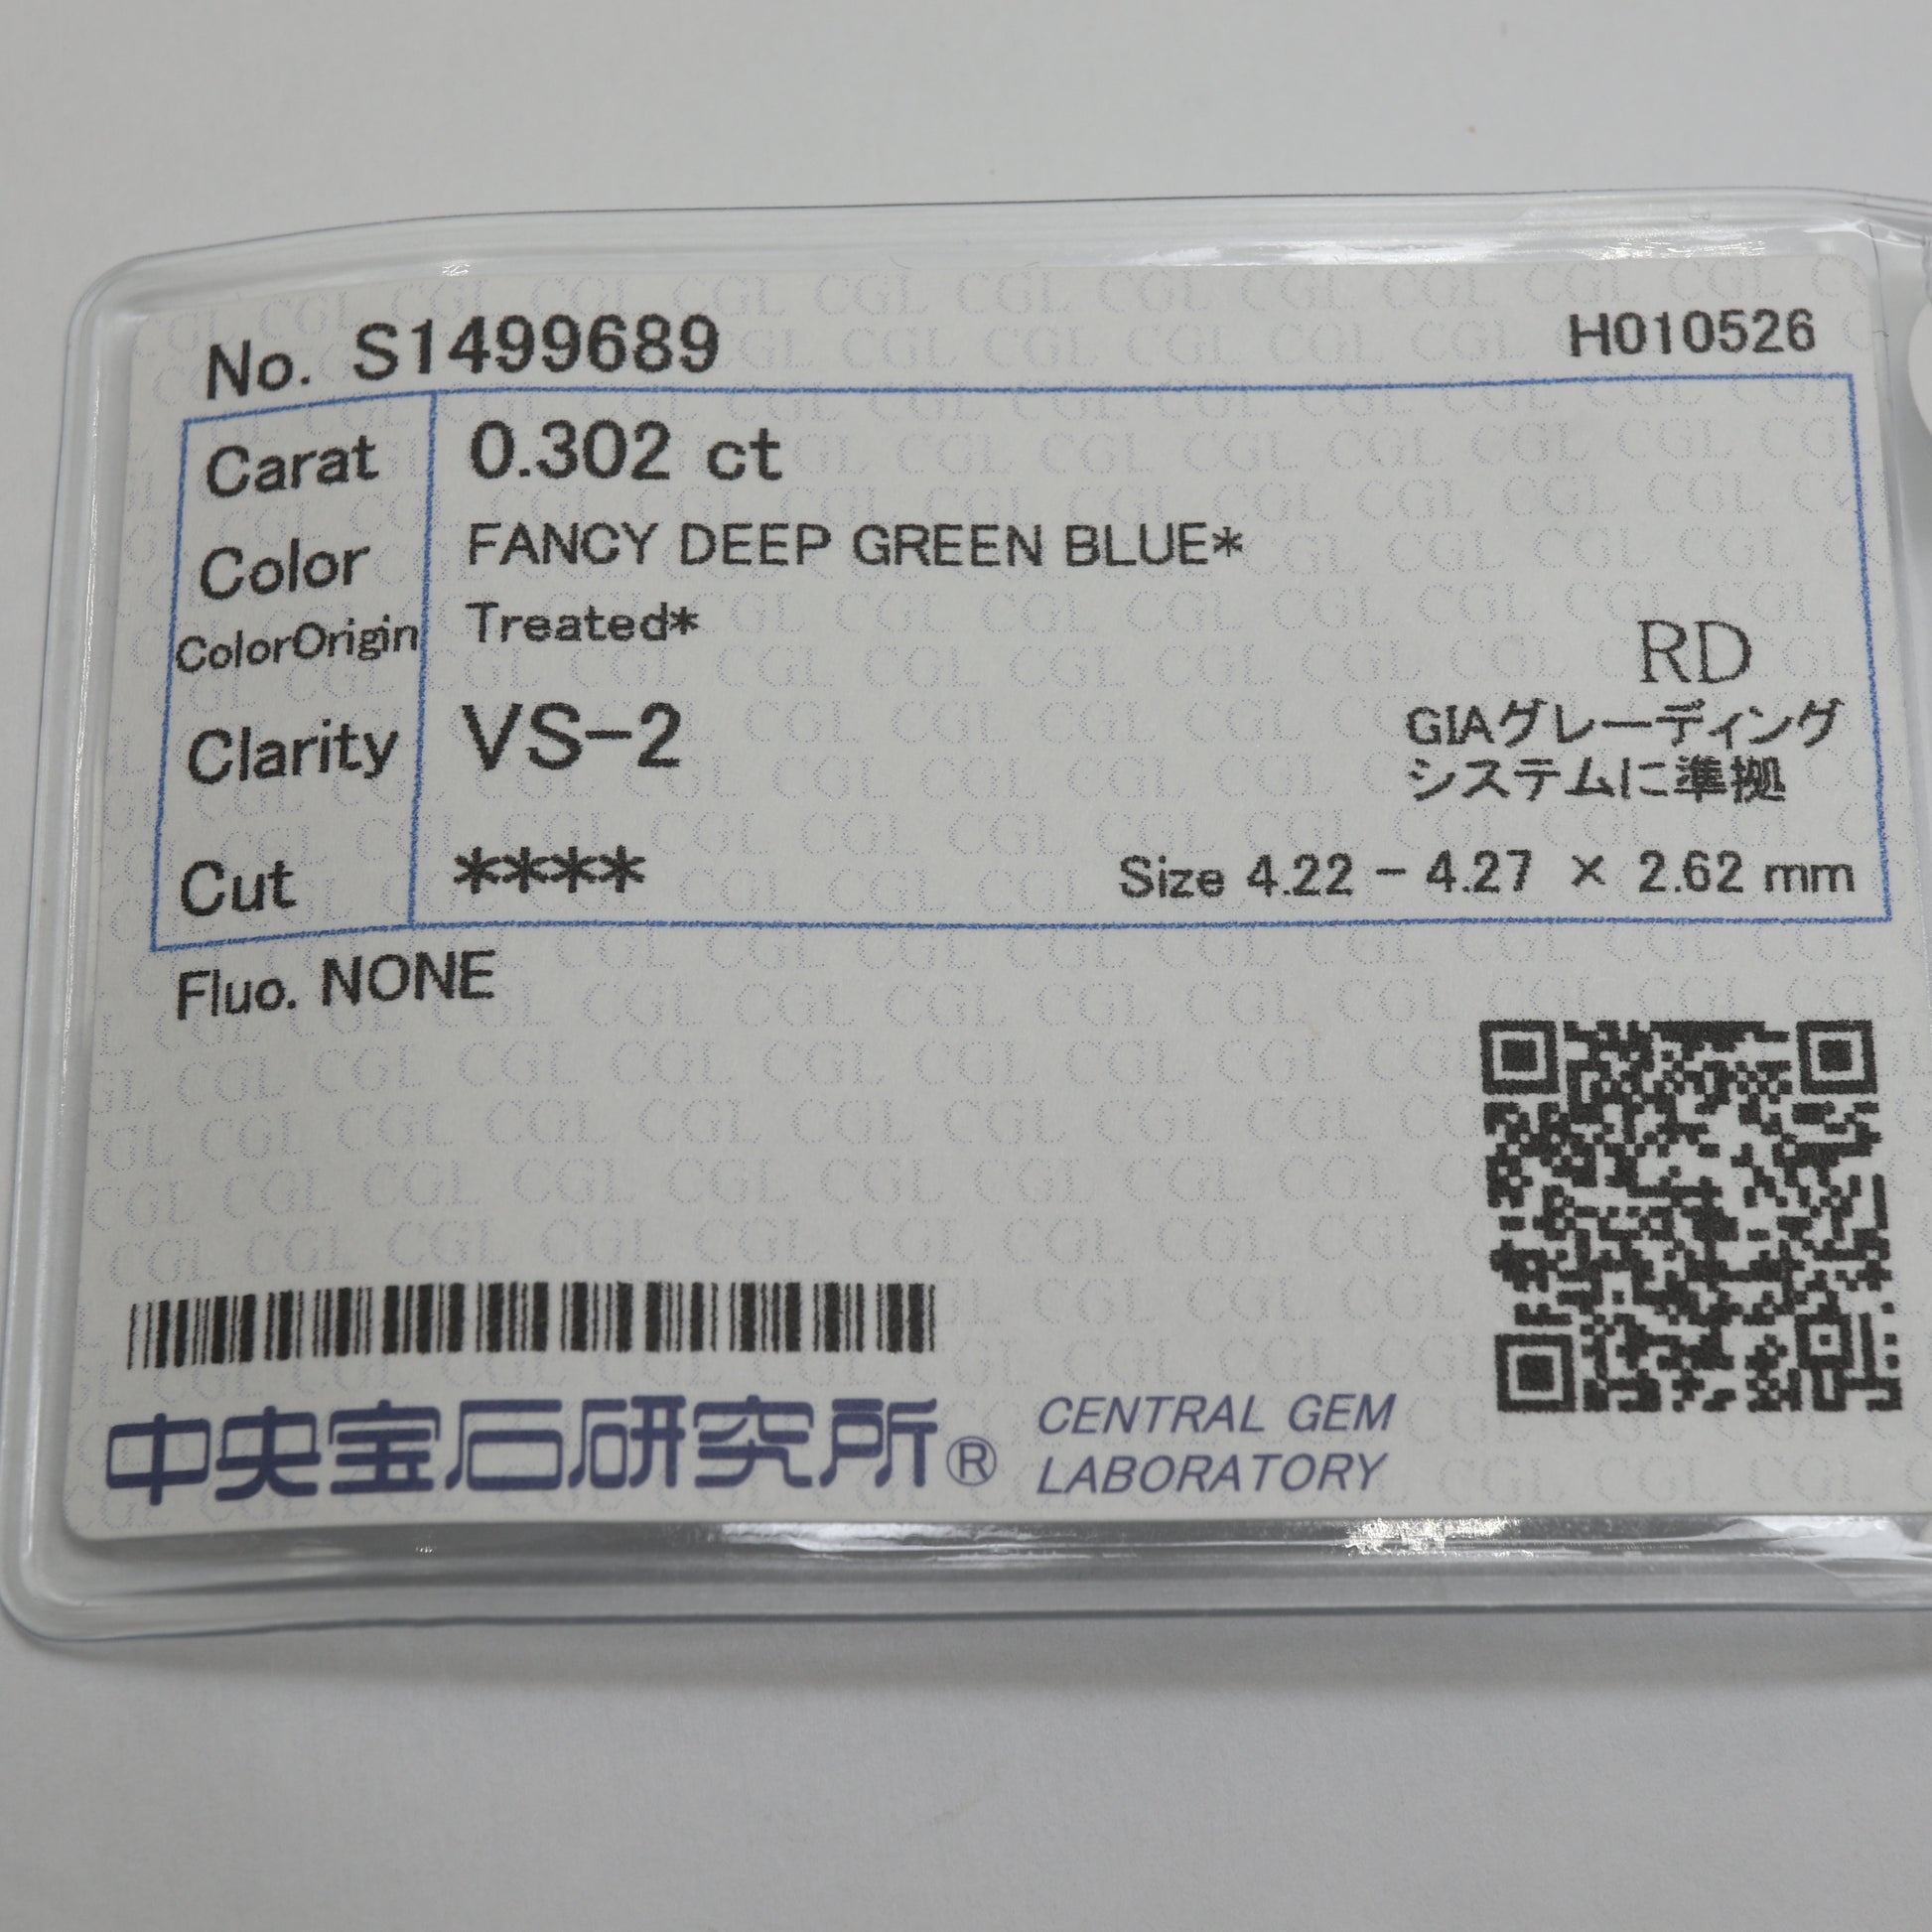 No. S1499689 H010526
Carat 0.302 ct
Color FANCY DEEP GREEN BLUE*
ColorOrigin Treated*
RD
Clarity VS-2
GIAグレーディング
システムに準拠
Cut **** Size 4.22 - 4.27 × 2.62 mm
Fluo. NONE
中央宝石研究所®
CENTRAL GEM
LABORATORY